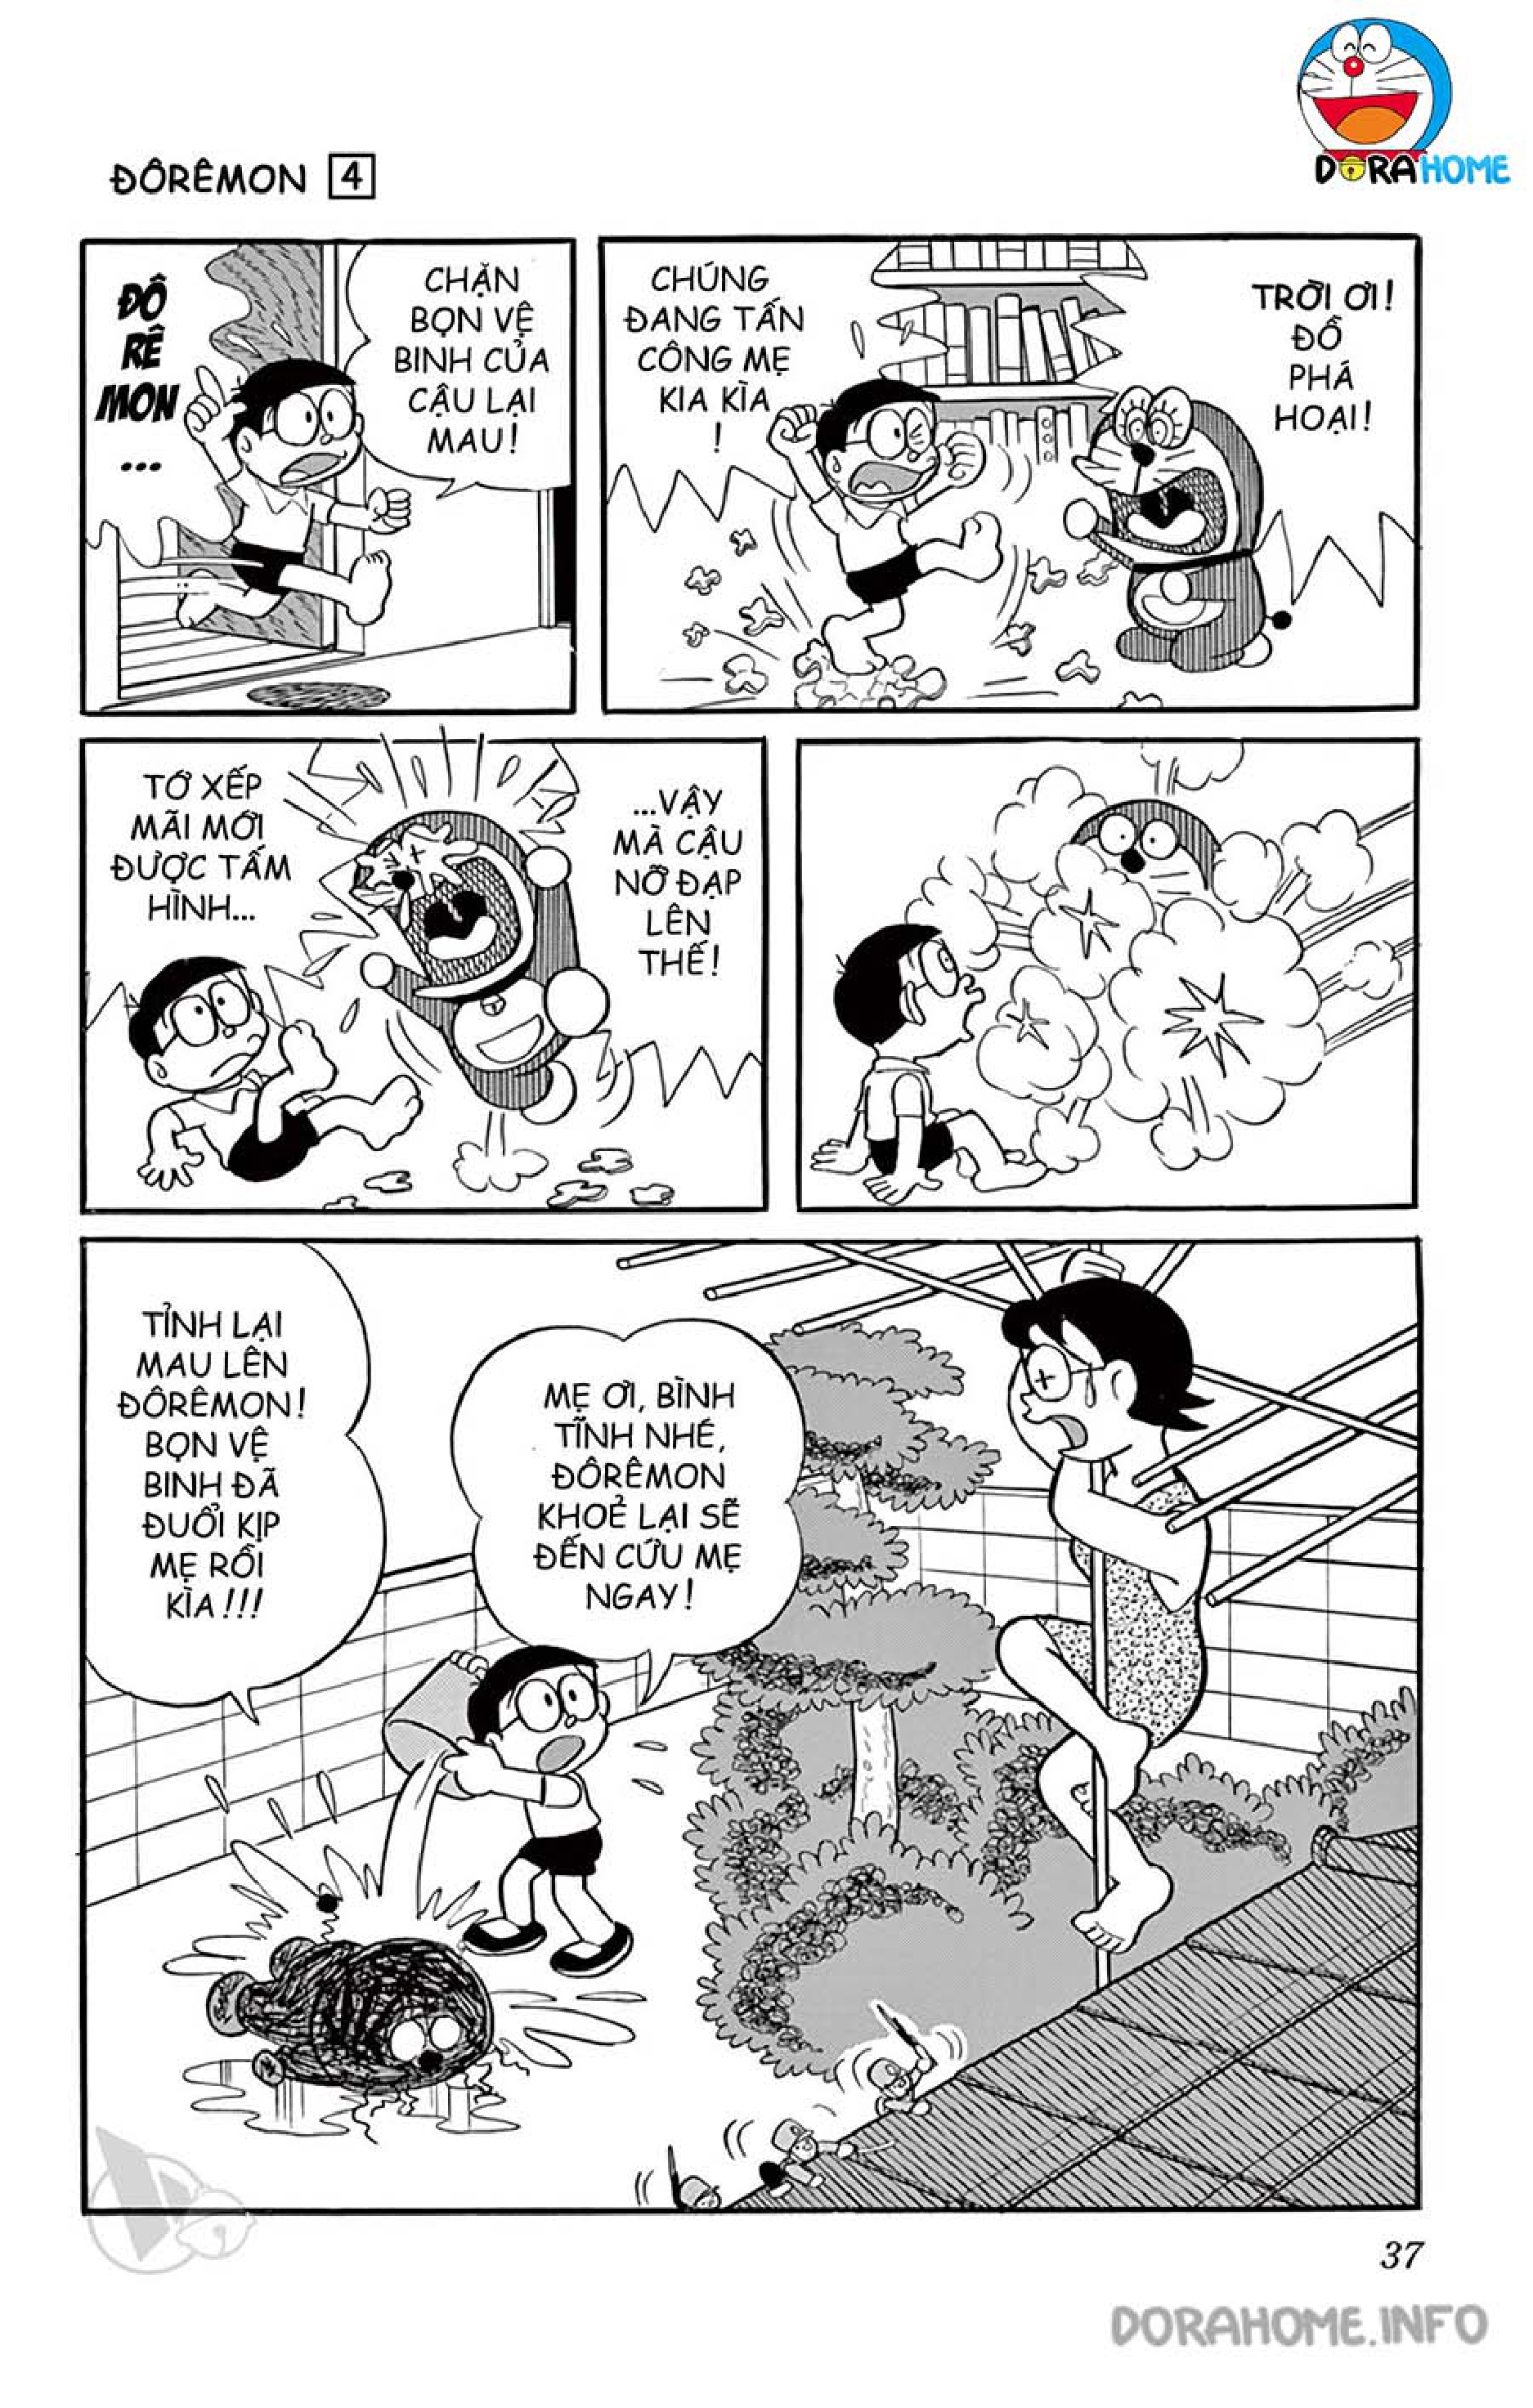 DORAHOME
ĐÔRÊMON 4
ĐÔ
RÊ
MON
...
CHẶN
BỌN VỆ
BINH CỦA
CẬU LẠI
MAU!
CHÚNG
ĐANG TẤN
CÔNG MẸ
KIA KÌA
!
TRỜI ƠI!
ĐỒ
PHÁ
HOẠI!
TỚ XẾP
MÃI MỚI
ĐƯỢC TẤM
HÌNH...
...VẬY
MÀ CẬU
NỠ ĐẠP
LÊN
THẾ!
TỈNH LẠI
MAU LÊN
ĐÔRÊMON!
BỌN VỆ
BINH ĐÃ
ĐUỔI KỊP
MẸ RỒI
KÌA!!!
MẸ ƠI, BÌNH
TĨNH NHÉ,
ĐÔRÊMON
KHOẺ LẠI SẼ
ĐẾN CỨU MẸ
NGAY!
37
DORAHOME.INFO